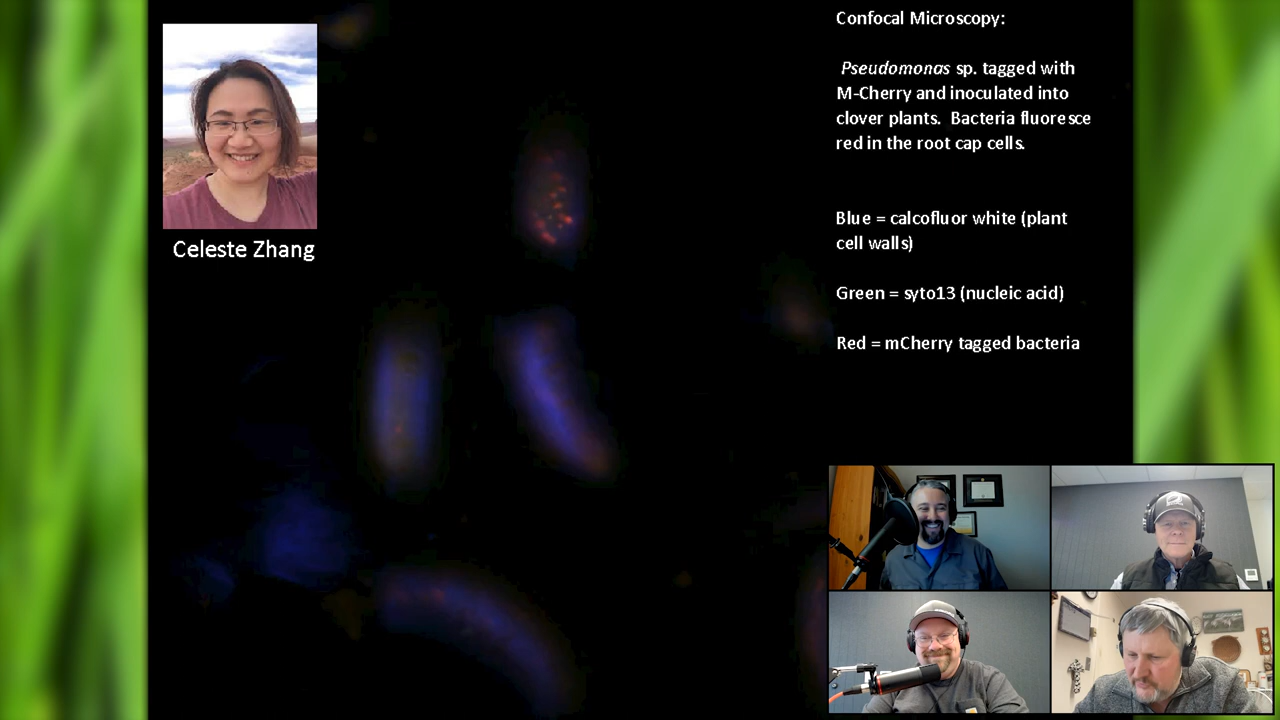 Celeste Zhang
Confocal Microscopy:
Pseudomonas sp. tagged with
M-Cherry and inoculated into
clover plants. Bacteria fluoresce
red in the root cap cells.
Blue = calcofluor white (plant
cell walls)
Green = syto13 (nucleic acid)
Red = mCherry tagged bacteria